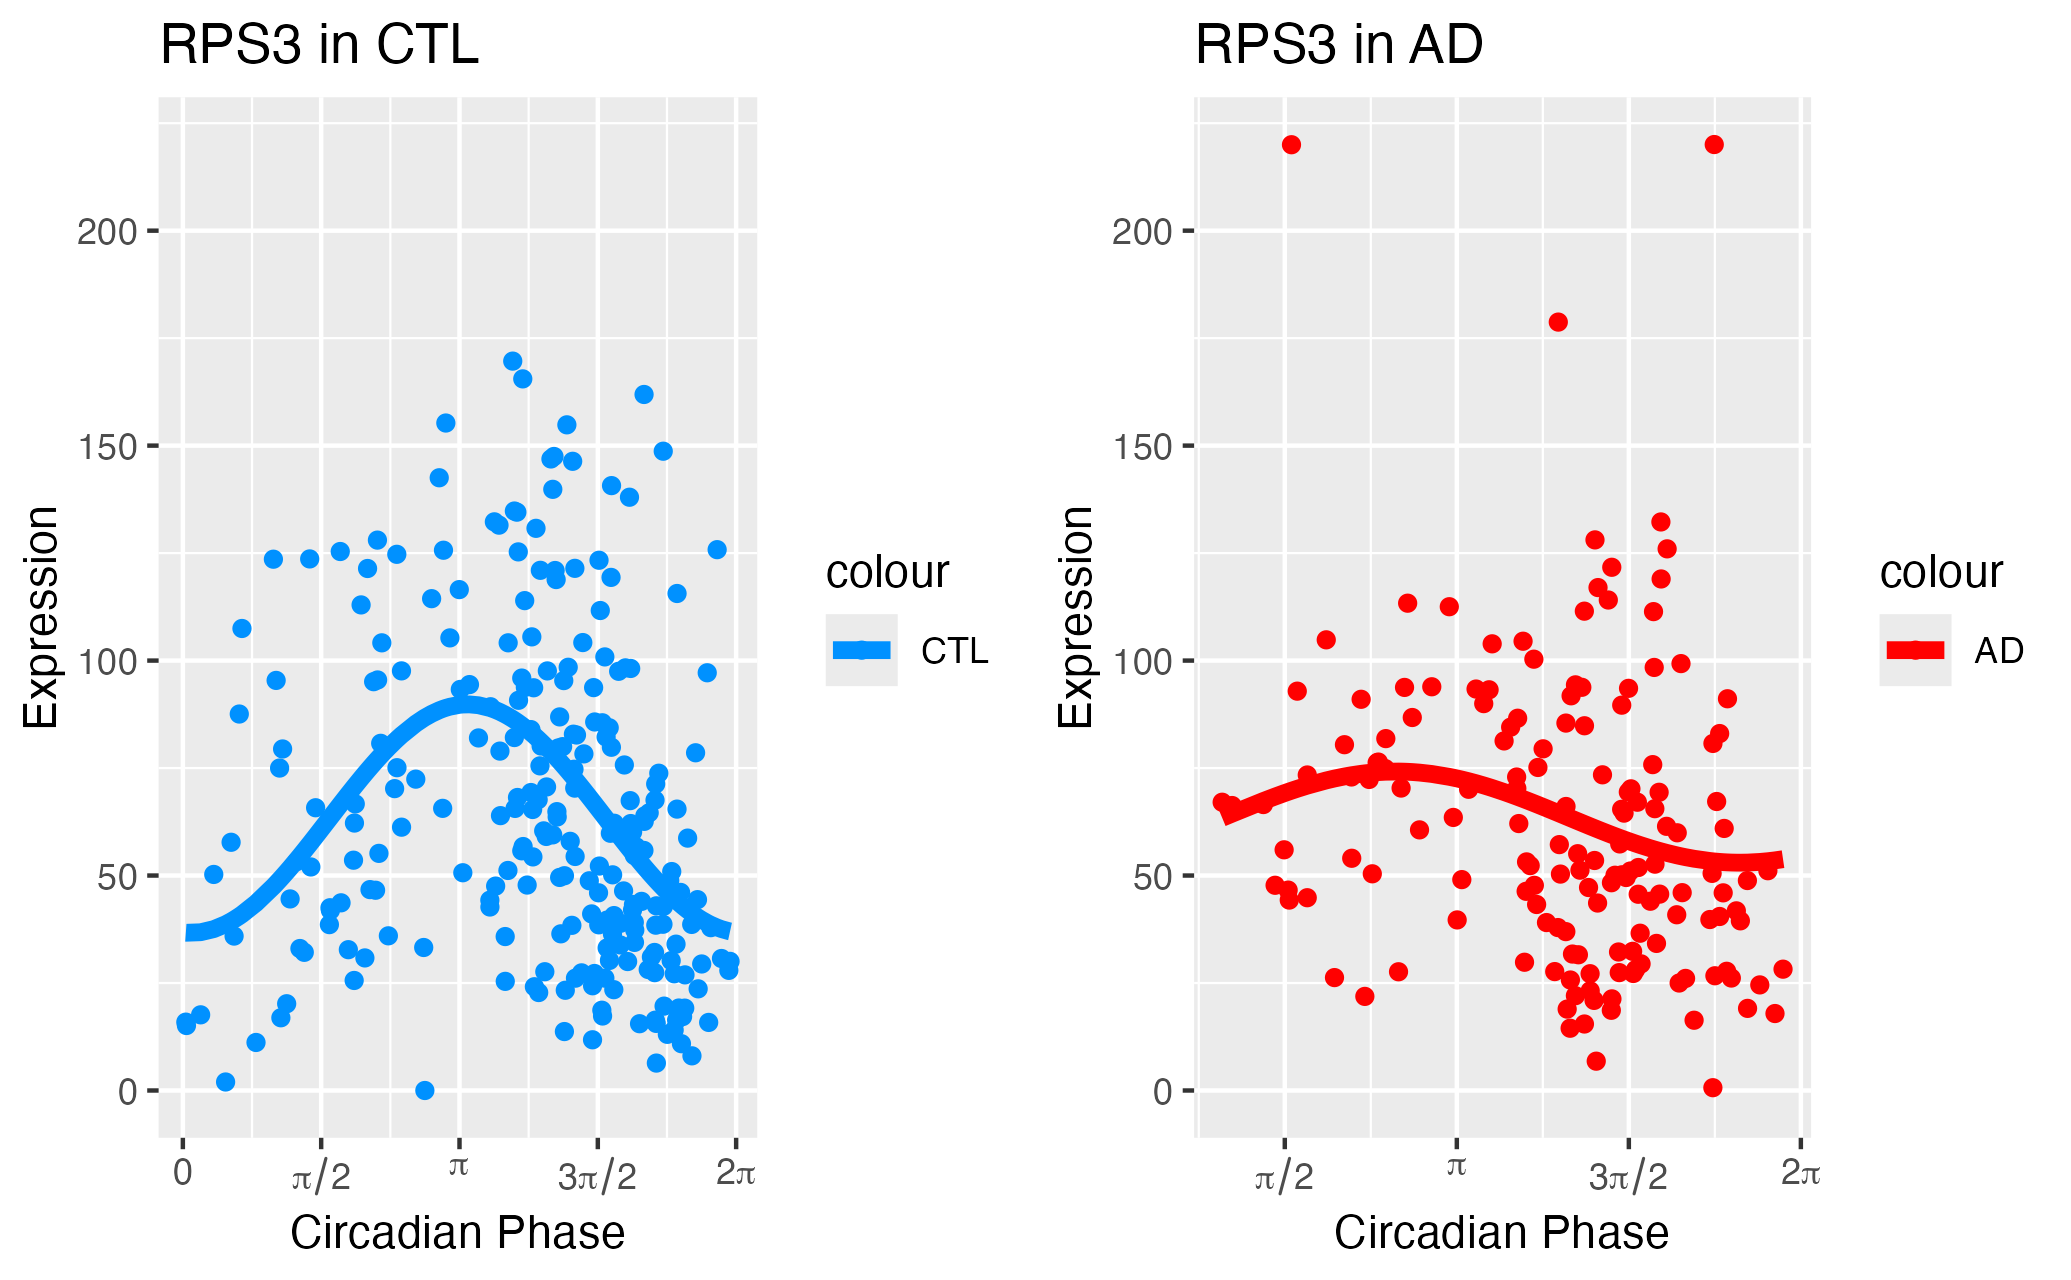 RPS3 in CTL
Expression
200
150
100
50
0
0 π/2 π 3π/2 2π
Circadian Phase
colour
CTL
RPS3 in AD
Expression
200
150
100
50
0
π/2 π 3π/2 2π
Circadian Phase
colour
AD